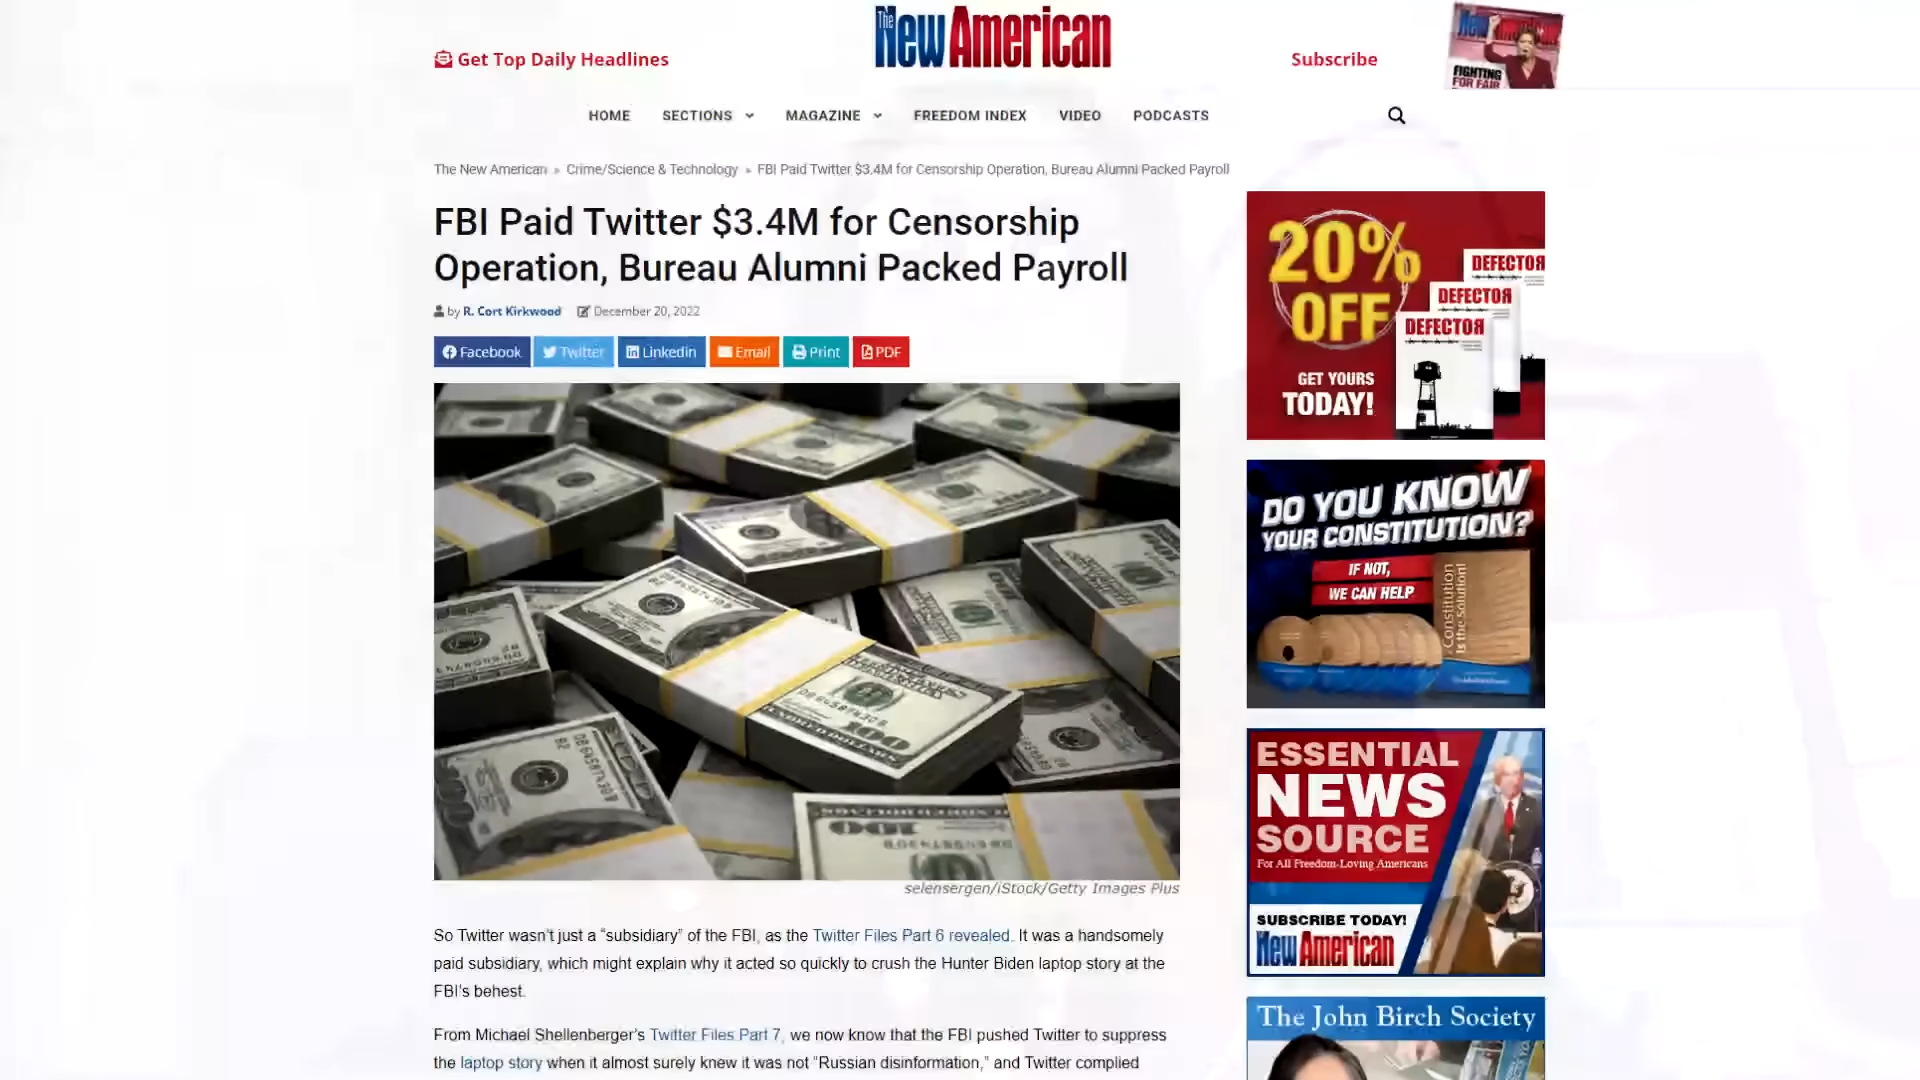 The New American
Get Top Daily Headlines
Subscribe
New American
FIGHTING
FOR FAIR
HOME
SECTIONS
MAGAZINE
FREEDOM INDEX
VIDEO
PODCASTS
The New American » Crime/Science & Technology » FBI Paid Twitter $3.4M for Censorship Operation, Bureau Alumni Packed Payroll
FBI Paid Twitter $3.4M for Censorship
Operation, Bureau Alumni Packed Payroll
by R. Cort Kirkwood December 20, 2022
Facebook
Twitter
Linkedin
Email
Print
PDF
selensergen/iStock/Getty Images Plus
So Twitter wasn't just a "subsidiary" of the FBI, as the Twitter Files Part 6 revealed. It was a handsomely
paid subsidiary, which might explain why it acted so quickly to crush the Hunter Biden laptop story at the
FBI's behest.
From Michael Shellenberger's Twitter Files Part 7, we now know that the FBI pushed Twitter to suppress
the laptop story when it almost surely knew it was not "Russian disinformation," and Twitter complied
20%
OFF
GET YOURS
TODAY!
DEFECTOЯ
DEFECTOЯ
DEFECTOЯ
DO YOU KNOW
YOUR CONSTITUTION?
IF NOT,
WE CAN HELP
Constitution
Is the Solution!
ESSENTIAL
NEWS
SOURCE
For All Freedom-Loving Americans
SUBSCRIBE TODAY!
New American
The John Birch Society